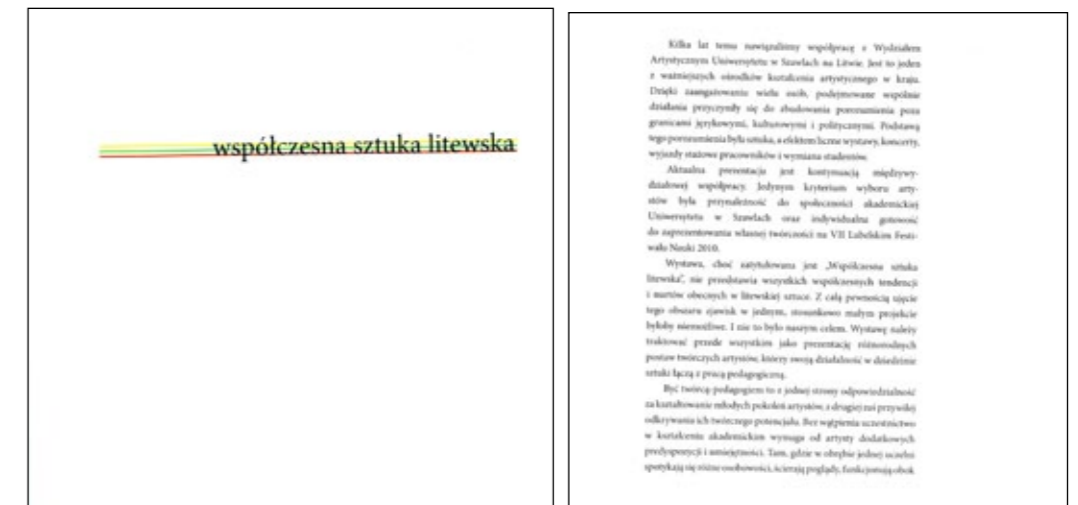 współczesna sztuka litewska
Kilka lat temu nawiązaliśmy współpracę z Wydziałem
Artystycznym Uniwersytetu w Szawlach na Litwie. Jest to jeden
z ważniejszych ośrodków kształcenia artystycznego w kraju.
Dzięki zaangażowaniu wielu osób, podejmowane wspólnie
działania przyczyniły się do zbudowania porozumienia poza
granicami językowymi, kulturowymi i politycznymi. Podstawą
tego porozumienia była sztuka, a efektem liczne wystawy, koncerty,
wyjazdy stażowe pracowników i wymiana studentów.
Aktualna prezentacja jest kontynuacją międzywy-
działowej współpracy. Jedynym kryterium wyboru arty-
stów była przynależność do społeczności akademickiej
Uniwersytetu w Szawlach oraz indywidualna gotowość
do zaprezentowania własnej twórczości na VII Lubelskim Festi-
walu Nauki 2010.
Wystawa, choć zatytułowana jest „Współczesna sztuka
litewska”, nie przedstawia wszystkich współczesnych tendencji
i nurtów obecnych w litewskiej sztuce. Z całą pewnością ujęcie
tego obszaru zjawisk w jednym, stosunkowo małym projekcie
byłoby niemożliwe. I nie to było naszym celem. Wystawę należy
traktować przede wszystkim jako prezentację różnorodnych
postaw twórczych artystów, którzy swoją działalność w dziedzinie
sztuki łączą z pracą pedagogiczną.
Być twórcą-pedagogiem to z jednej strony odpowiedzialność
za kształtowanie młodych pokoleń artystów, z drugiej zaś przywilej
odkrywania ich twórczego potencjału. Bez wątpienia uczestnictwo
w kształceniu akademickim wymaga od artysty dodatkowych
predyspozycji i umiejętności. Tam, gdzie w obrębie jednej uczelni
spotykają się różne osobowości, ścierają poglądy, funkcjonują obok